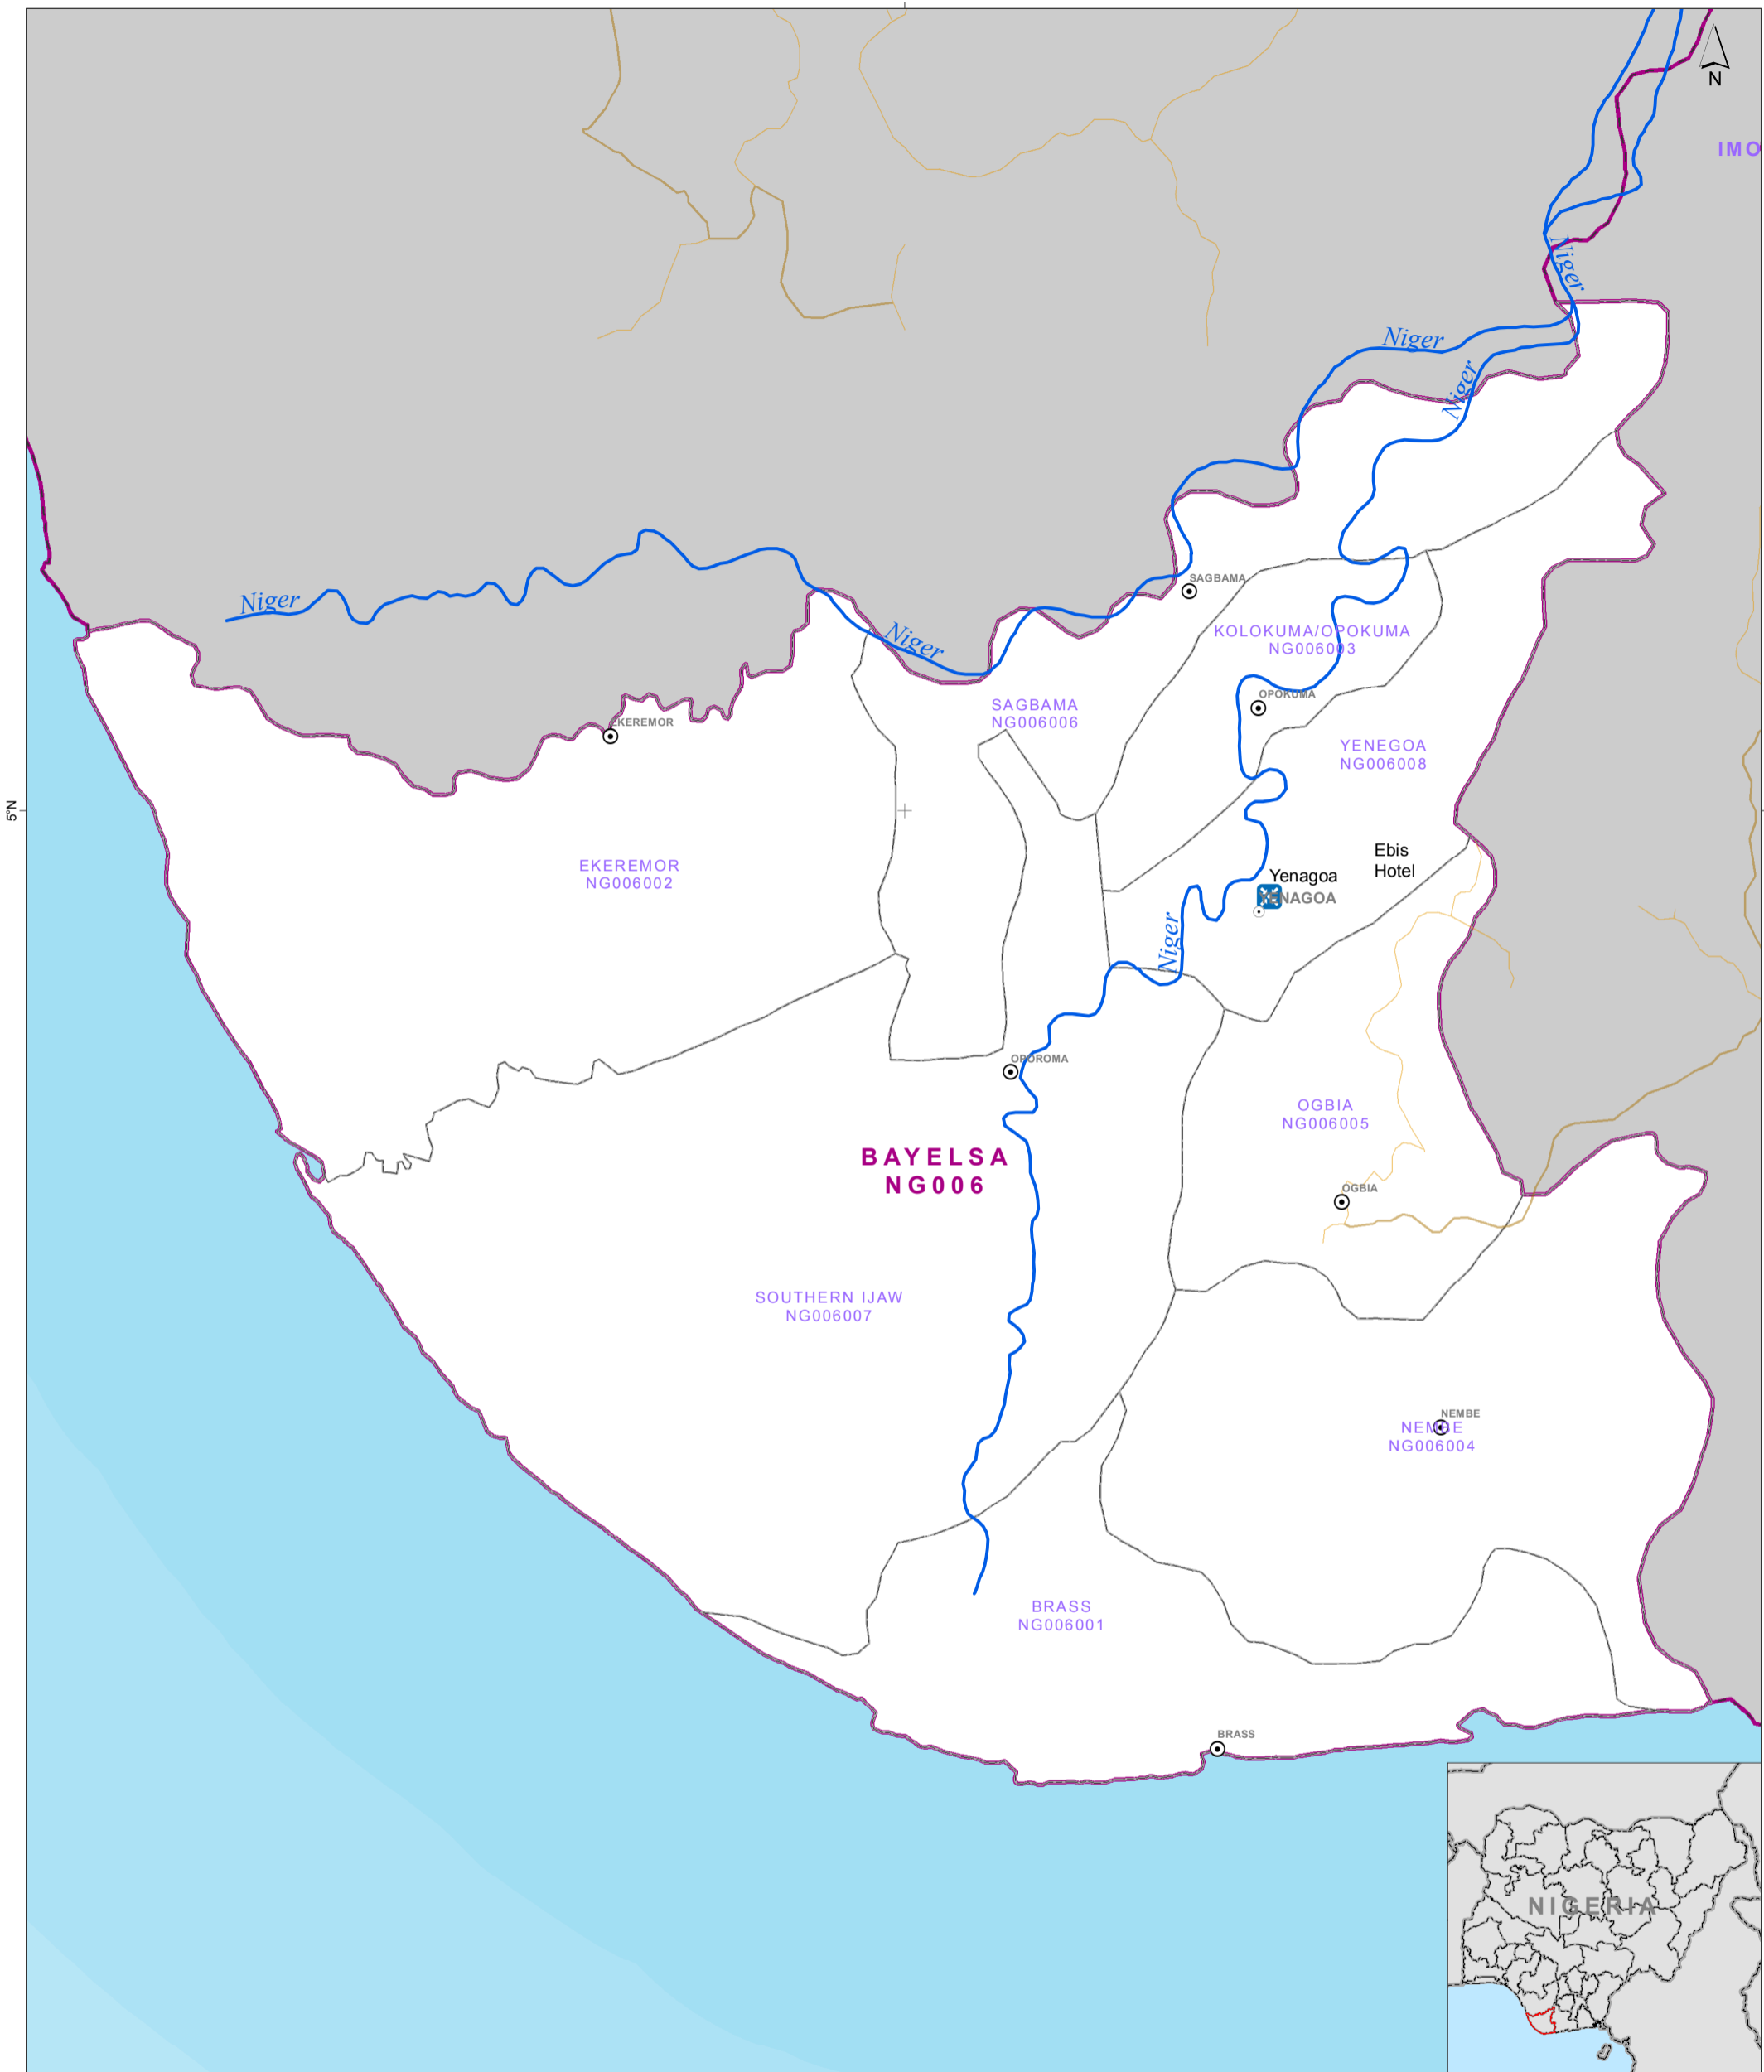 N
IMO
Niger
Niger
Niger
SAGBAMA
Niger
KOLOKUMA/OPOKUMA
NG006003
Niger
OPOKUMA
SAGBAMA
NG006006
EKEREMOR
YENEGOA
NG006008
5°N
EKEREMOR
NG006002
Ebis
Hotel
Yenagoa
YENAGOA
Niger
OPOROMA
OGBIA
NG006005
BAYELSA
NG006
OGBIA
SOUTHERN IJAW
NG006007
NEMBE
NEMBE
NG006004
BRASS
NG006001
BRASS
NIGERIA